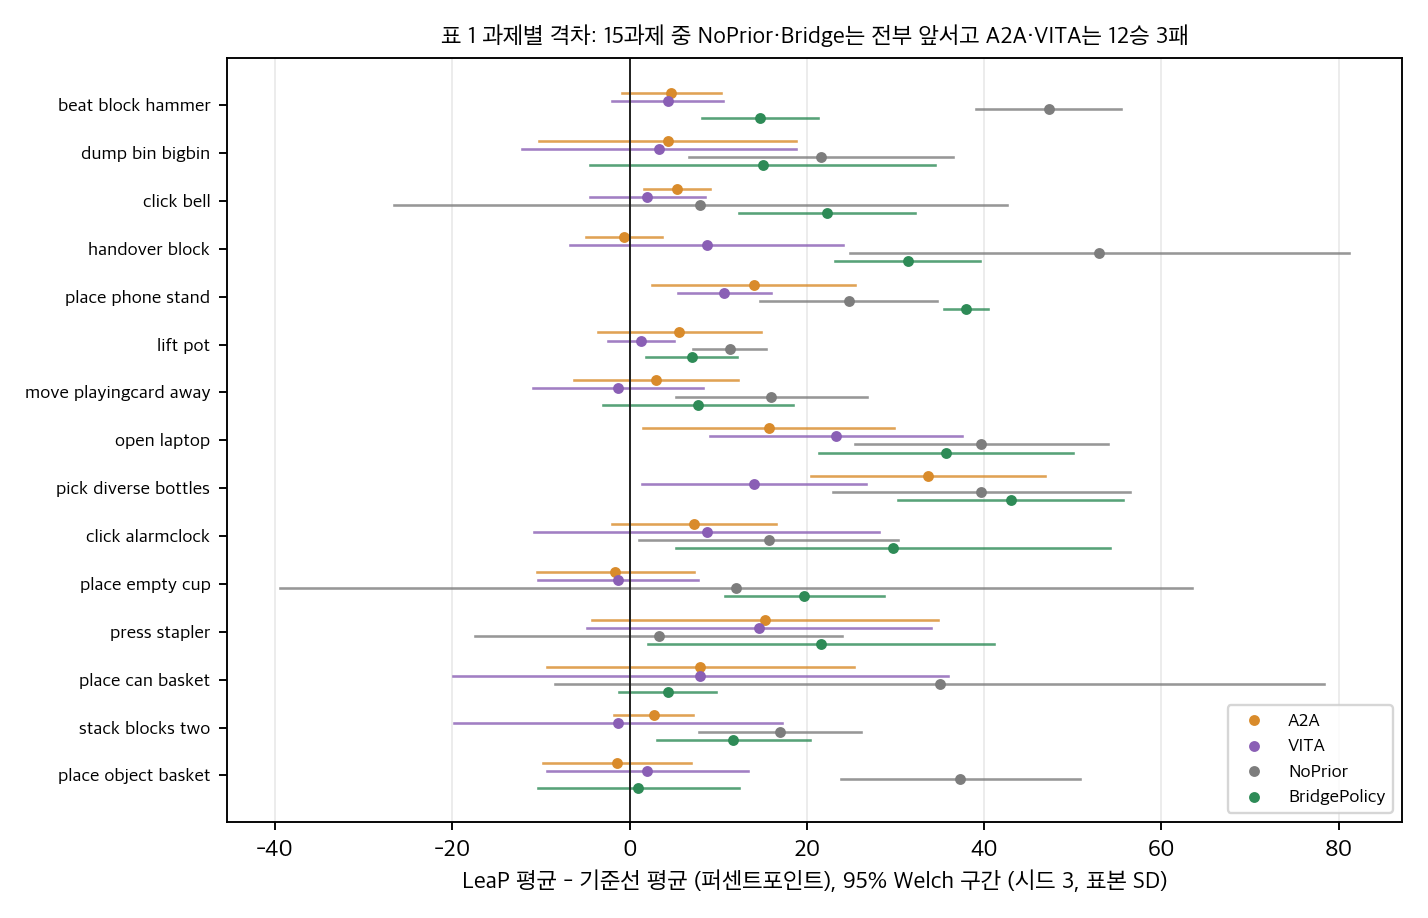 표 1 과제별 격차: 15과제 중 NoPrior·Bridge는 전부 앞서고 A2A·VITA는 12승 3패
beat block hammer
dump bin bigbin
click bell
handover block
place phone stand
lift pot
move playingcard away
open laptop
pick diverse bottles
click alarmclock
place empty cup
press stapler
place can basket
stack blocks two
place object basket
A2A
VITA
NoPrior
BridgePolicy
-40 -20 0 20 40 60 80
LeaP 평균 - 기준선 평균 (퍼센트포인트), 95% Welch 구간 (시드 3, 표본 SD)